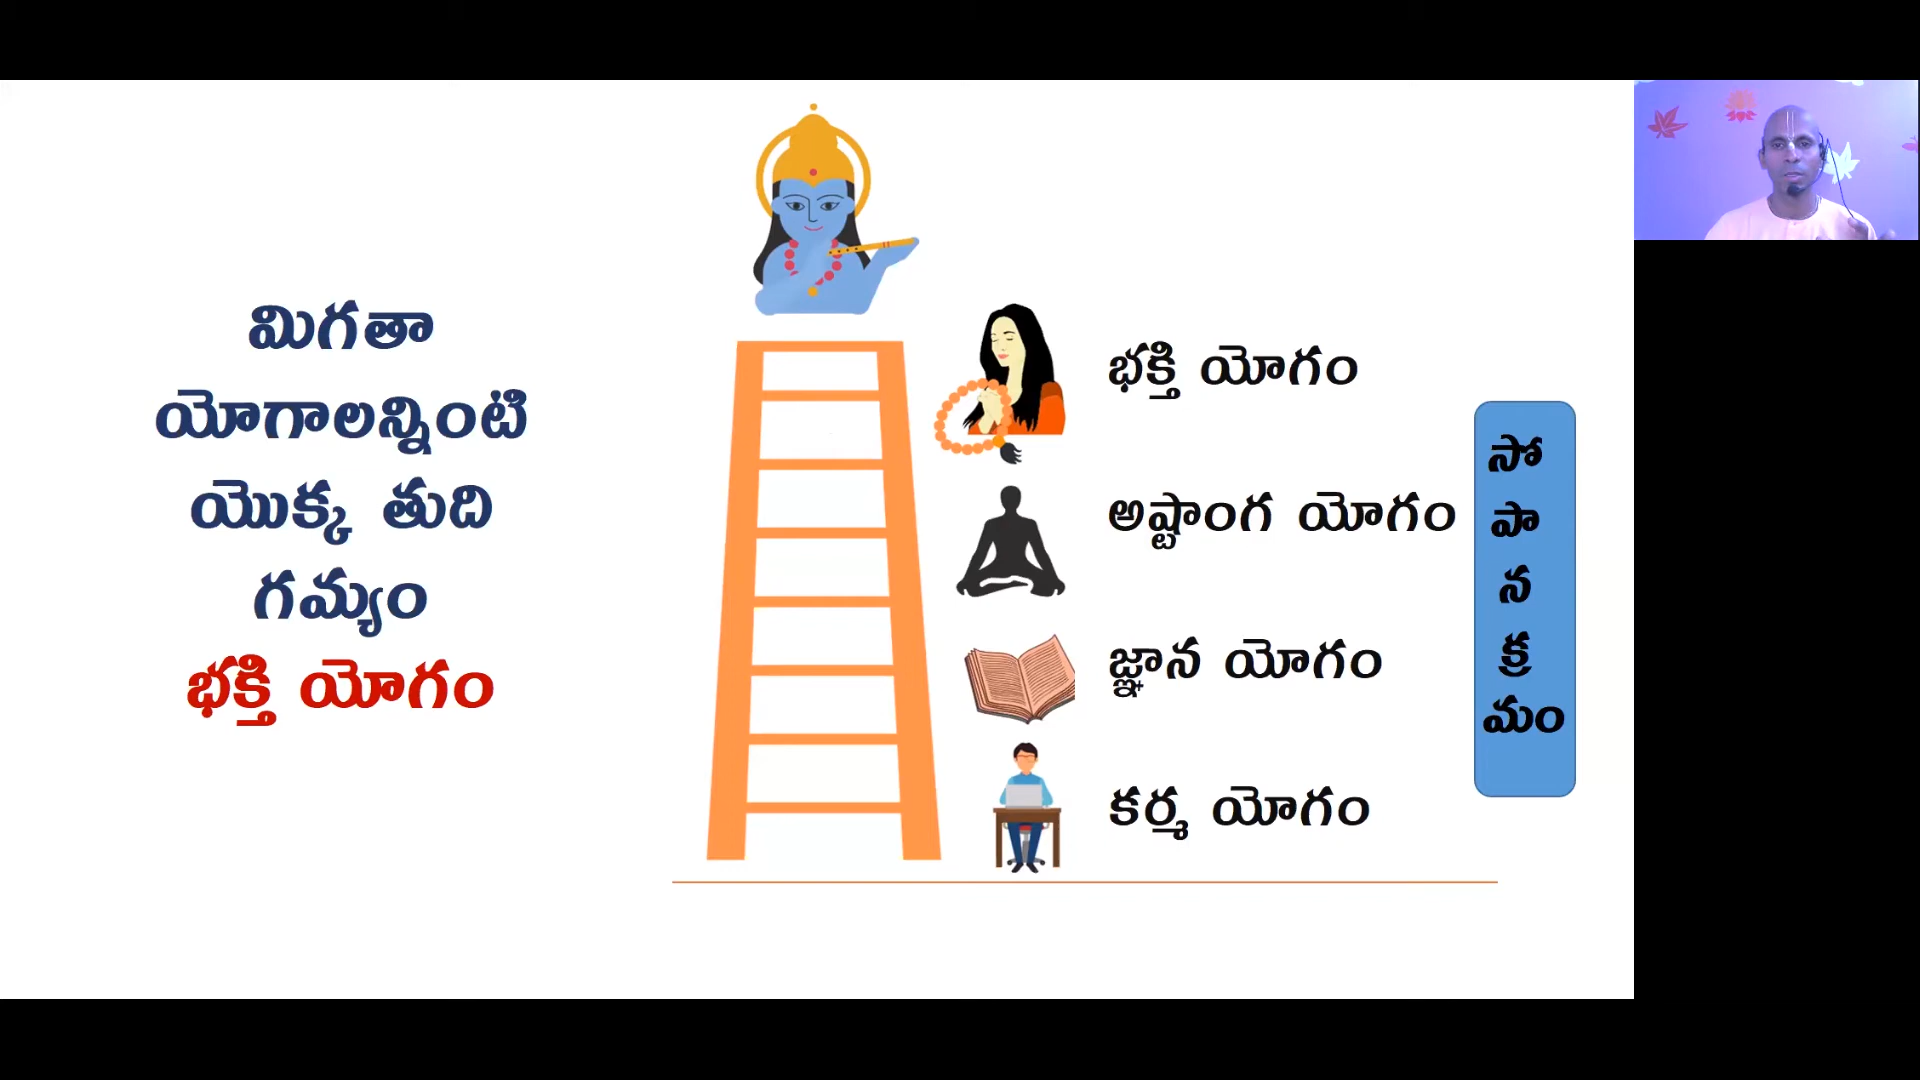 మిగతా
యోగాలన్నింటి
యొక్క తుది
గమ్యం
భక్తి యోగం
భక్తి యోగం
అష్టాంగ యోగం
జ్ఞాన యోగం
కర్మ యోగం
సో
పా
న
క్ర
మం